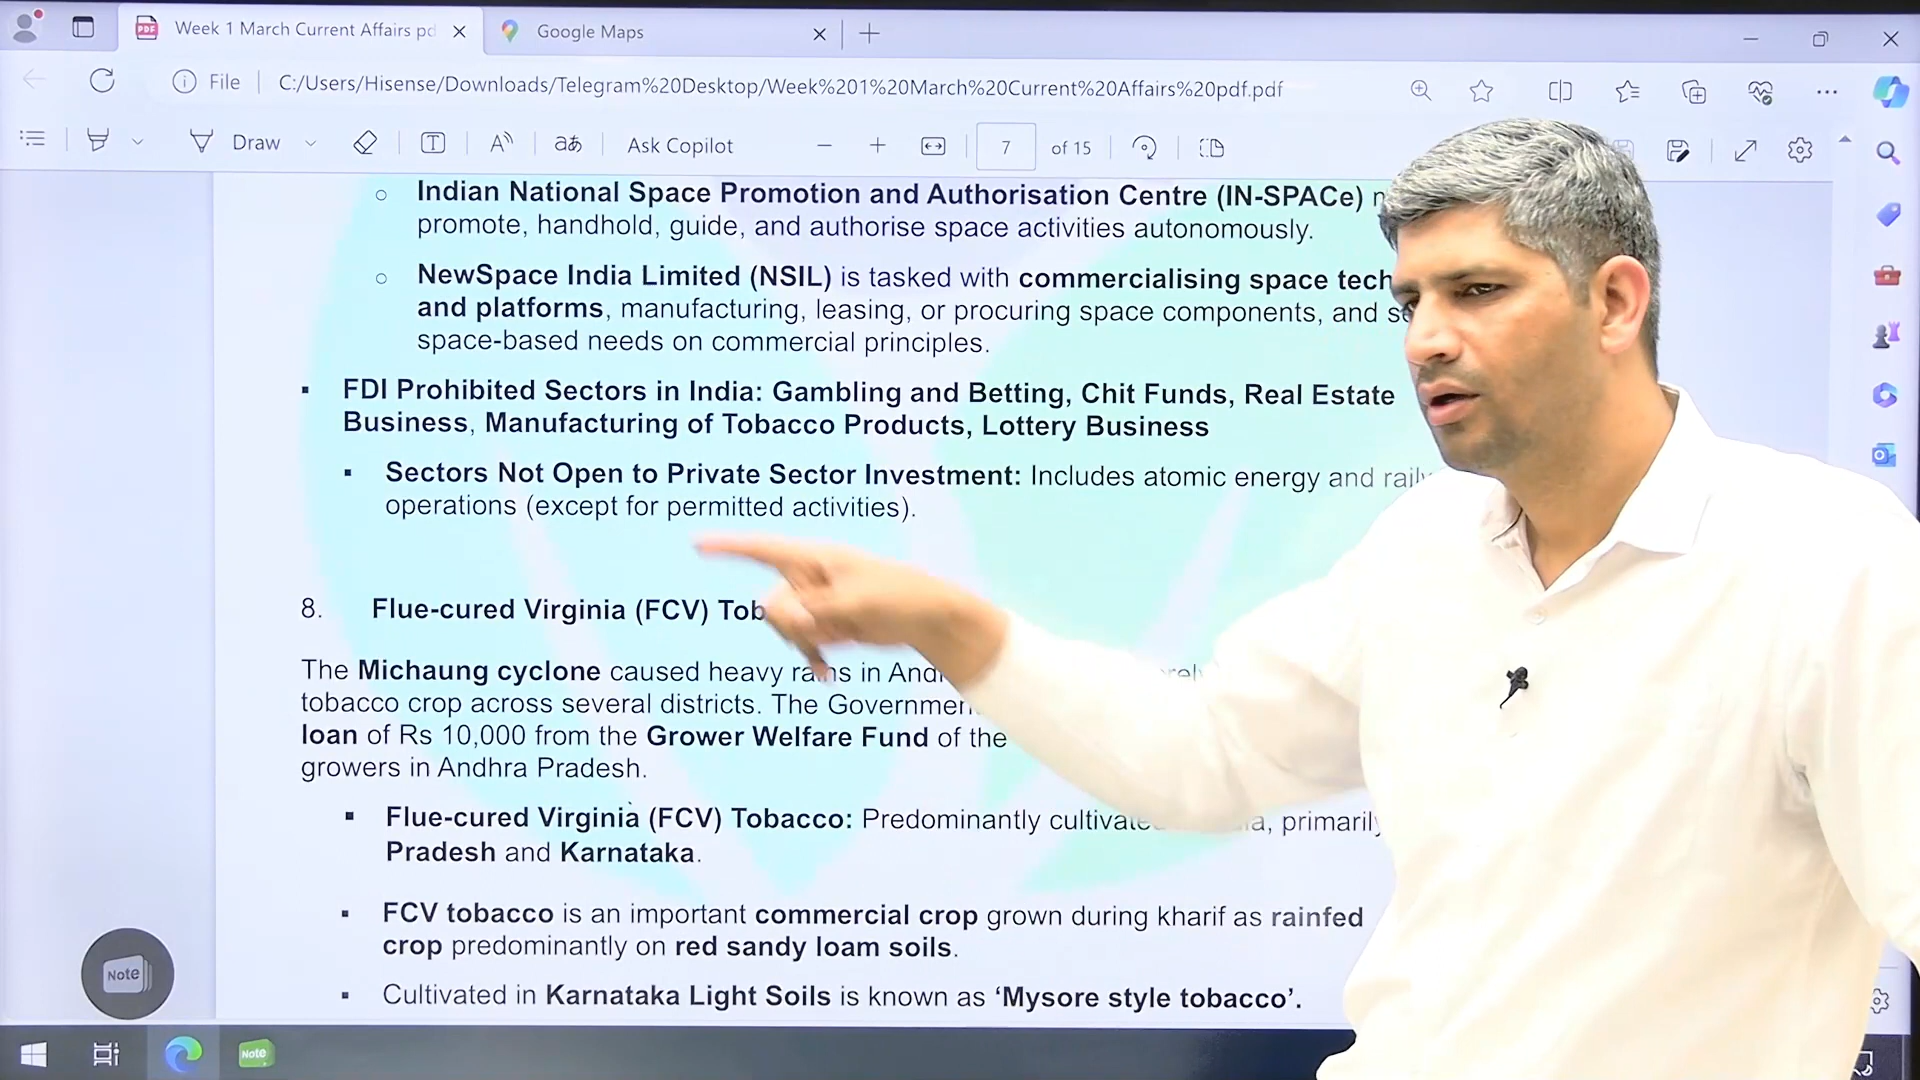 Week 1 March Current Affairs pd
Google Maps
File
C:/Users/Hisense/Downloads/Telegram%20Desktop/Week%201%20March%20Current%20Affairs%20pdf.pdf
Draw
T
A
aあ
Ask Copilot
7 of 15
Indian National Space Promotion and Authorisation Centre (IN-SPACe)
promote, handhold, guide, and authorise space activities autonomously.
NewSpace India Limited (NSIL) is tasked with commercialising space tech
and platforms, manufacturing, leasing, or procuring space components, and
space-based needs on commercial principles.
FDI Prohibited Sectors in India: Gambling and Betting, Chit Funds, Real Estate
Business, Manufacturing of Tobacco Products, Lottery Business
Sectors Not Open to Private Sector Investment: Includes atomic energy and
operations (except for permitted activities).
8. Flue-cured Virginia (FCV) Tob
The Michaung cyclone caused heavy rains in
tobacco crop across several districts. The
loan of Rs 10,000 from the Grower Welfare Fund of the
growers in Andhra Pradesh.
Flue-cured Virginia (FCV) Tobacco: Predominantly primarily
Pradesh and Karnataka.
FCV tobacco is an important commercial crop grown during kharif as rainfed
crop predominantly on red sandy loam soils.
Cultivated in Karnataka Light Soils is known as ‘Mysore style tobacco’.
Note
Note